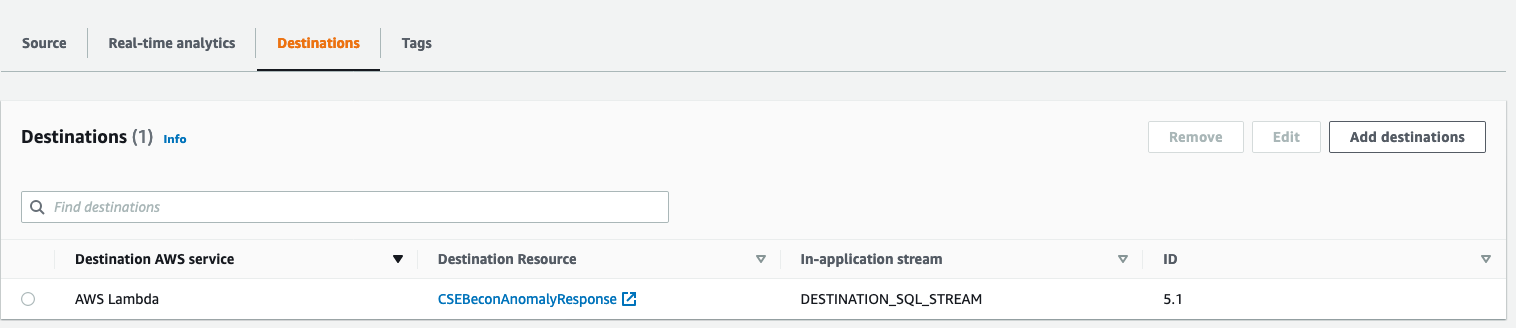 Source Real-time analytics Destinations Tags
Destinations (1) Info Remove Edit Add destinations
Find destinations
Destination AWS service Destination Resource In-application stream ID
AWS Lambda CSEBeconAnomalyResponse DESTINATION_SQL_STREAM 5.1